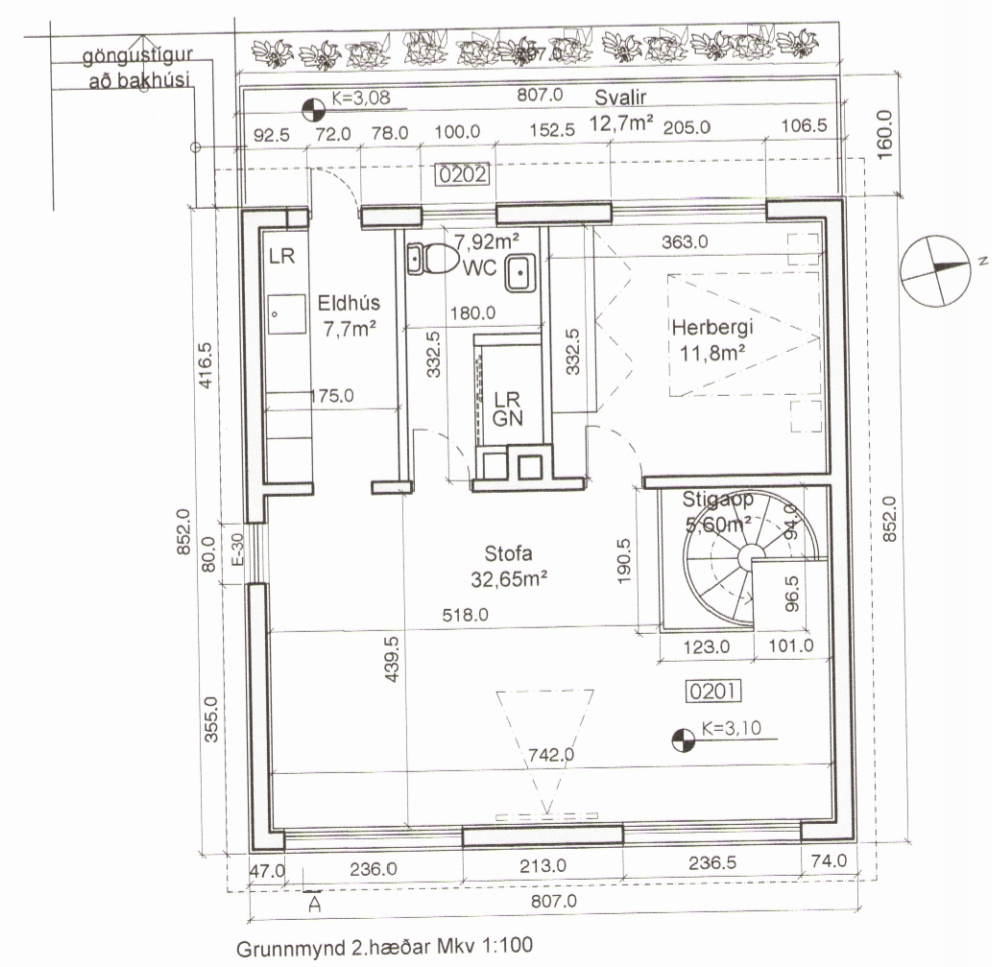 göngustígur
að bakhúsi
K=3,08
807.0
Svalir
12,7m²
92.5 72.0 78.0 100.0 152.5 205.0 106.5
160.0
0202
LR
7,92m²
WC
363.0
Eldhús
7,7m²
180.0
Herbergi
11,8m²
N
416.5
332.5
332.5
175.0
LR
GN
Stigaop
5,60m²
94.0
852.0
80.0
E-30
Stofa
32,65m²
190.5
96.5
852.0
518.0
439.5
123.0 101.0
0201
355.0
K=3,10
742.0
47.0 236.0 213.0 236.5 74.0
A
807.0
Grunnmynd 2.hæðar Mkv 1:100